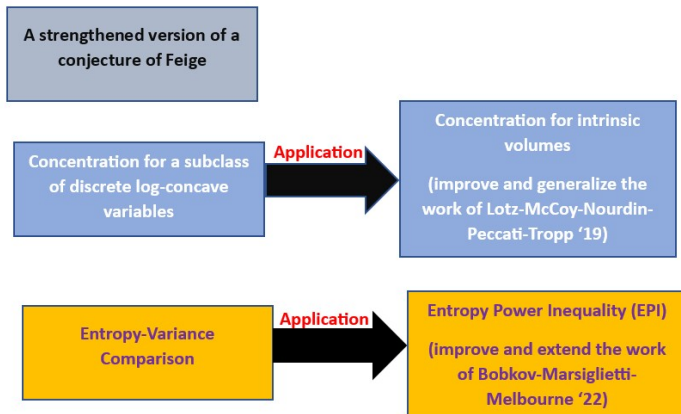 A strengthened version of a
conjecture of Feige
Concentration for a subclass
of discrete log-concave
variables
Application
Concentration for intrinsic
volumes
(improve and generalize the
work of Lotz-McCoy-Nourdin-
Peccati-Tropp ‘19)
Entropy-Variance
Comparison
Application
Entropy Power Inequality (EPI)
(improve and extend the work
of Bobkov-Marsiglietti-
Melbourne ‘22)